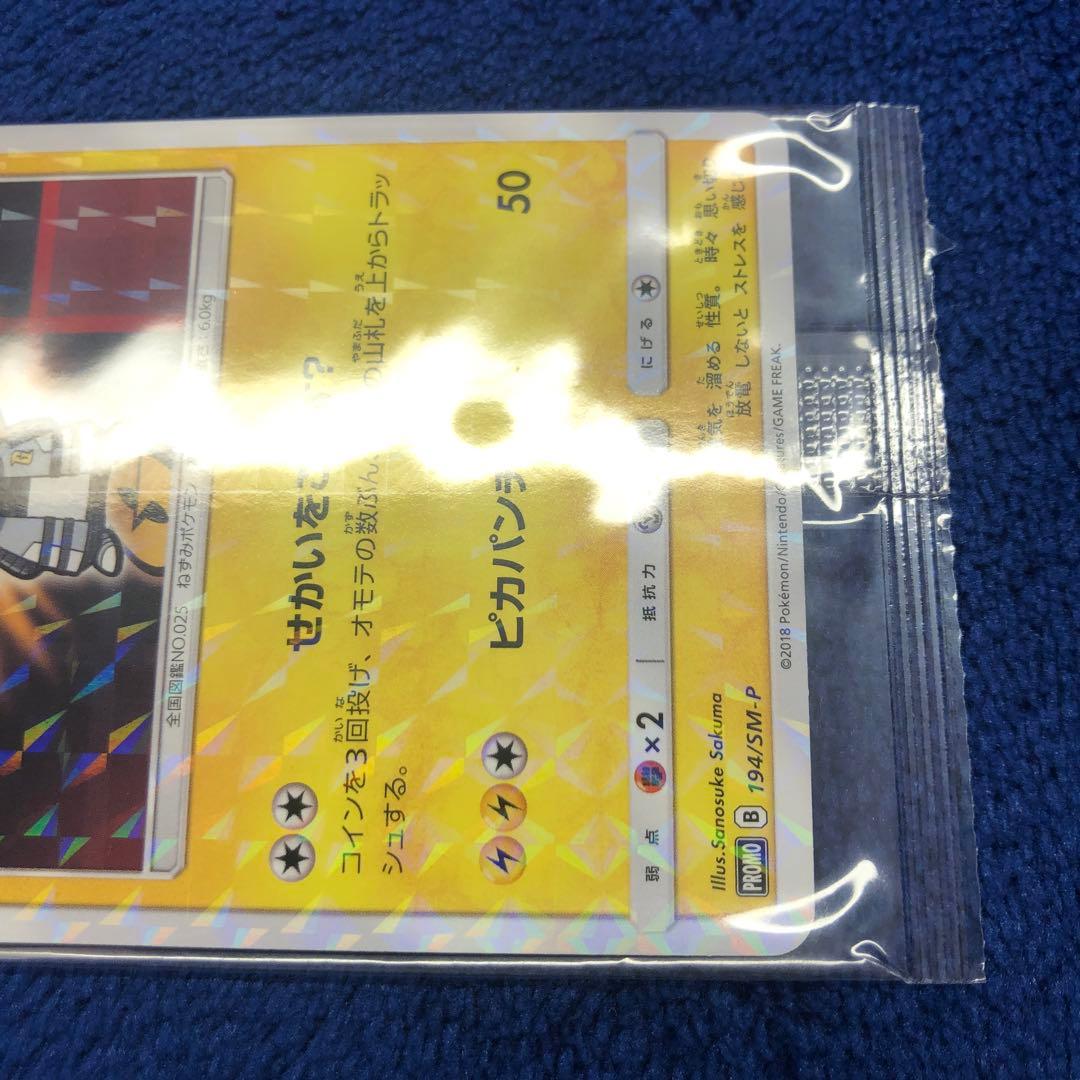 全国図鑑NO.025 ねずみポケモン
: 6.0kg
せかいを
?
コインを3回投げ、オモテの数ぶん、
の山札を上からトラッ
シュする。
ピカパンチ
50
弱点
×2
抵抗力
にげる
気を 溜める 性質。 時々 思い切
放電 しないと ストレスを 感じ
Illus.Sanosuke Sakuma
PROMO B 194/SM-P
©2018 Pokémon/Nintendo/Creatures/GAME FREAK.